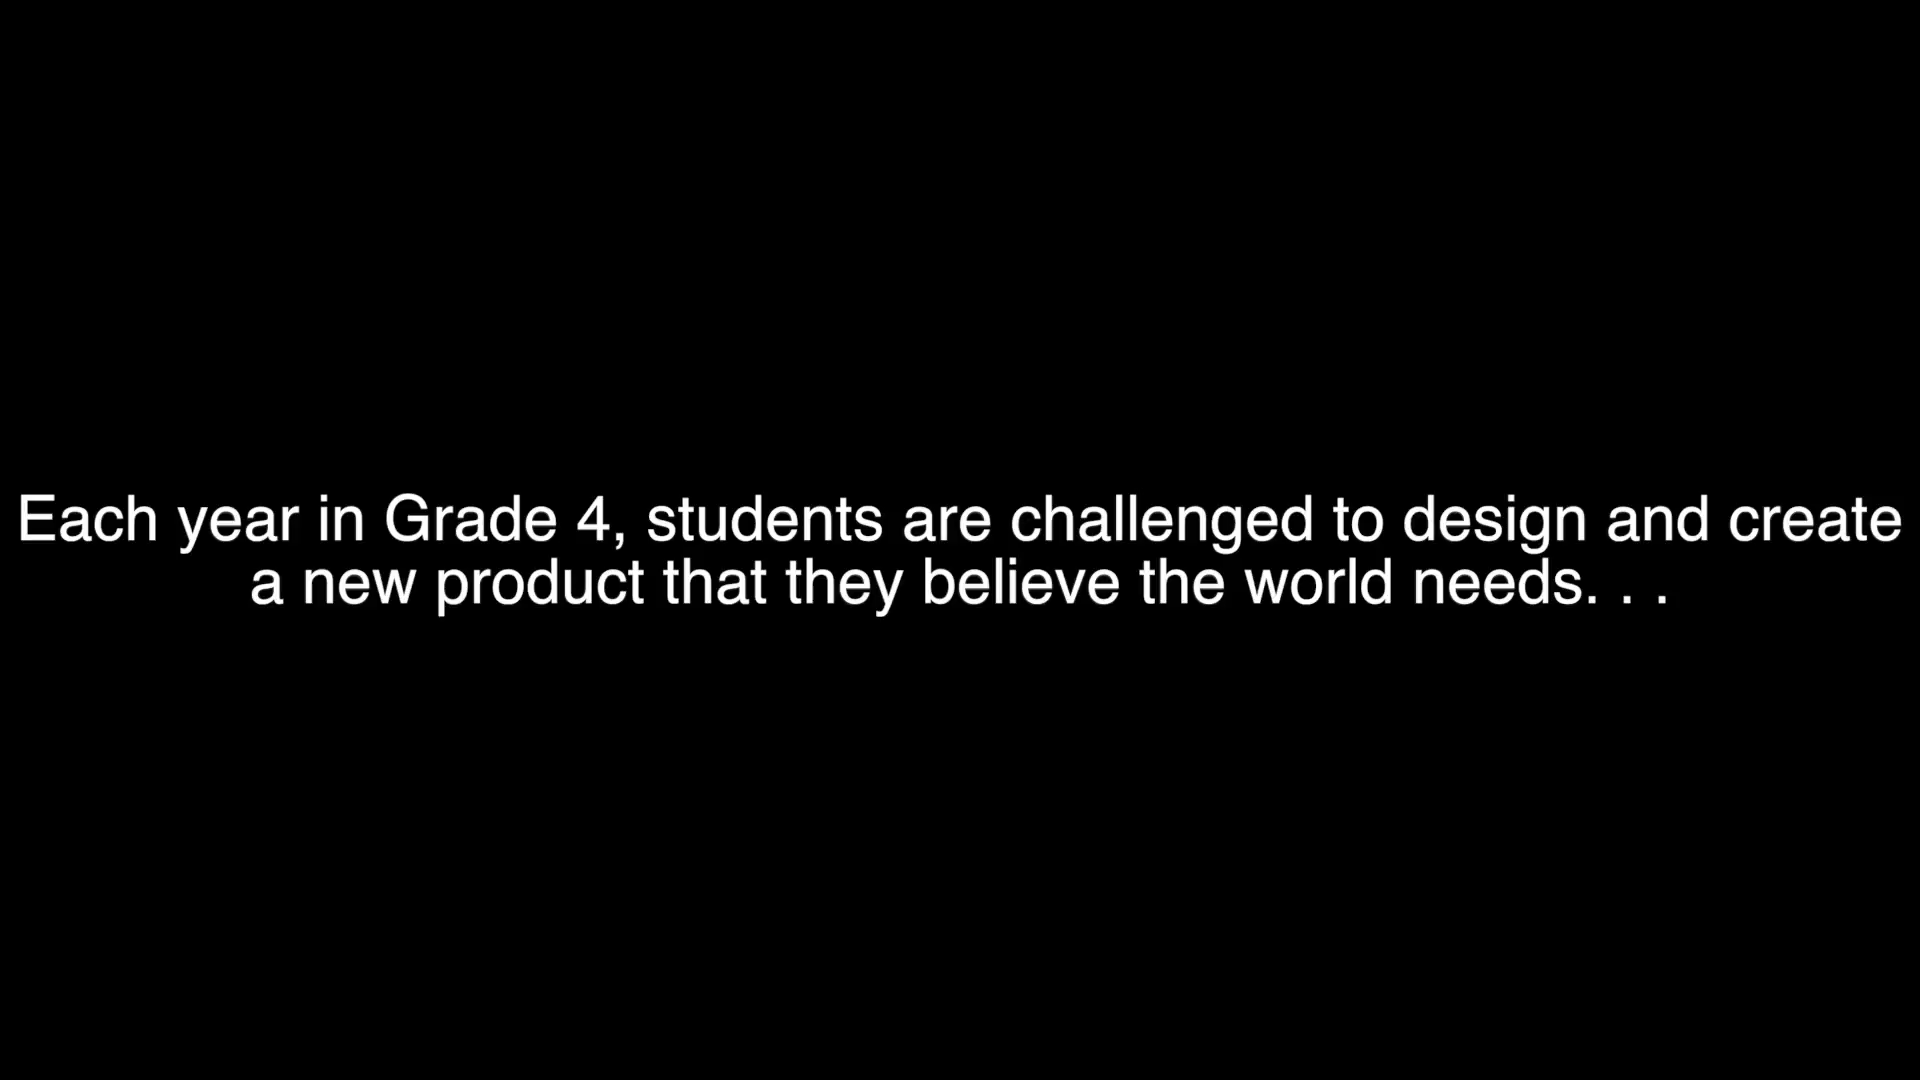 Each year in Grade 4, students are challenged to design and create
a new product that they believe the world needs. . .